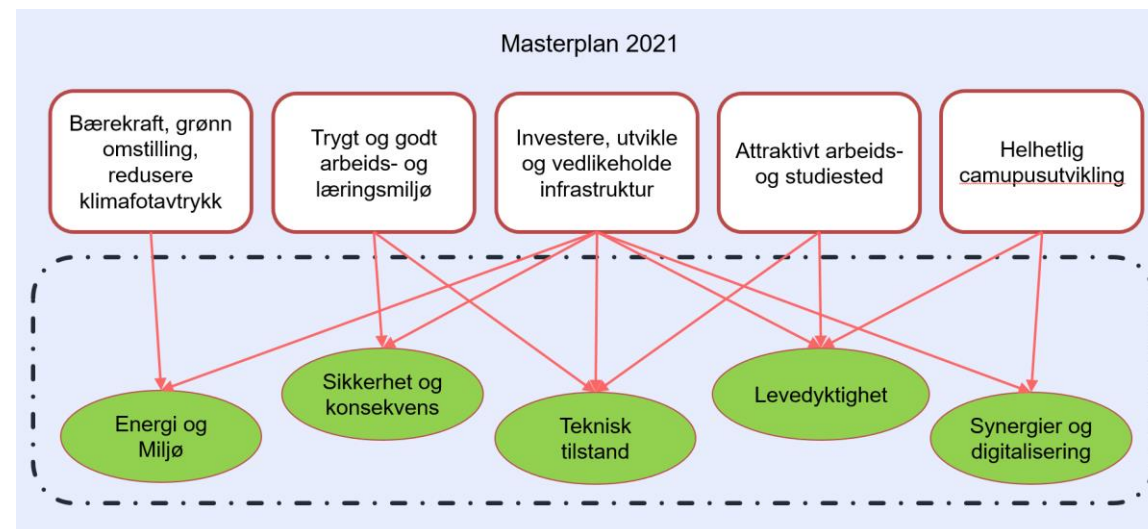 Masterplan 2021
Bærekraft, grønn
omstilling,
redusere
klimafotavtrykk
Trygt og godt
arbeids- og
læringsmiljø
Investere, utvikle
og vedlikeholde
infrastruktur
Attraktivt arbeids-
og studiested
Helhetlig
camupusutvikling
Energi og
Miljø
Sikkerhet og
konsekvens
Teknisk
tilstand
Levedyktighet
Synergier og
digitalisering